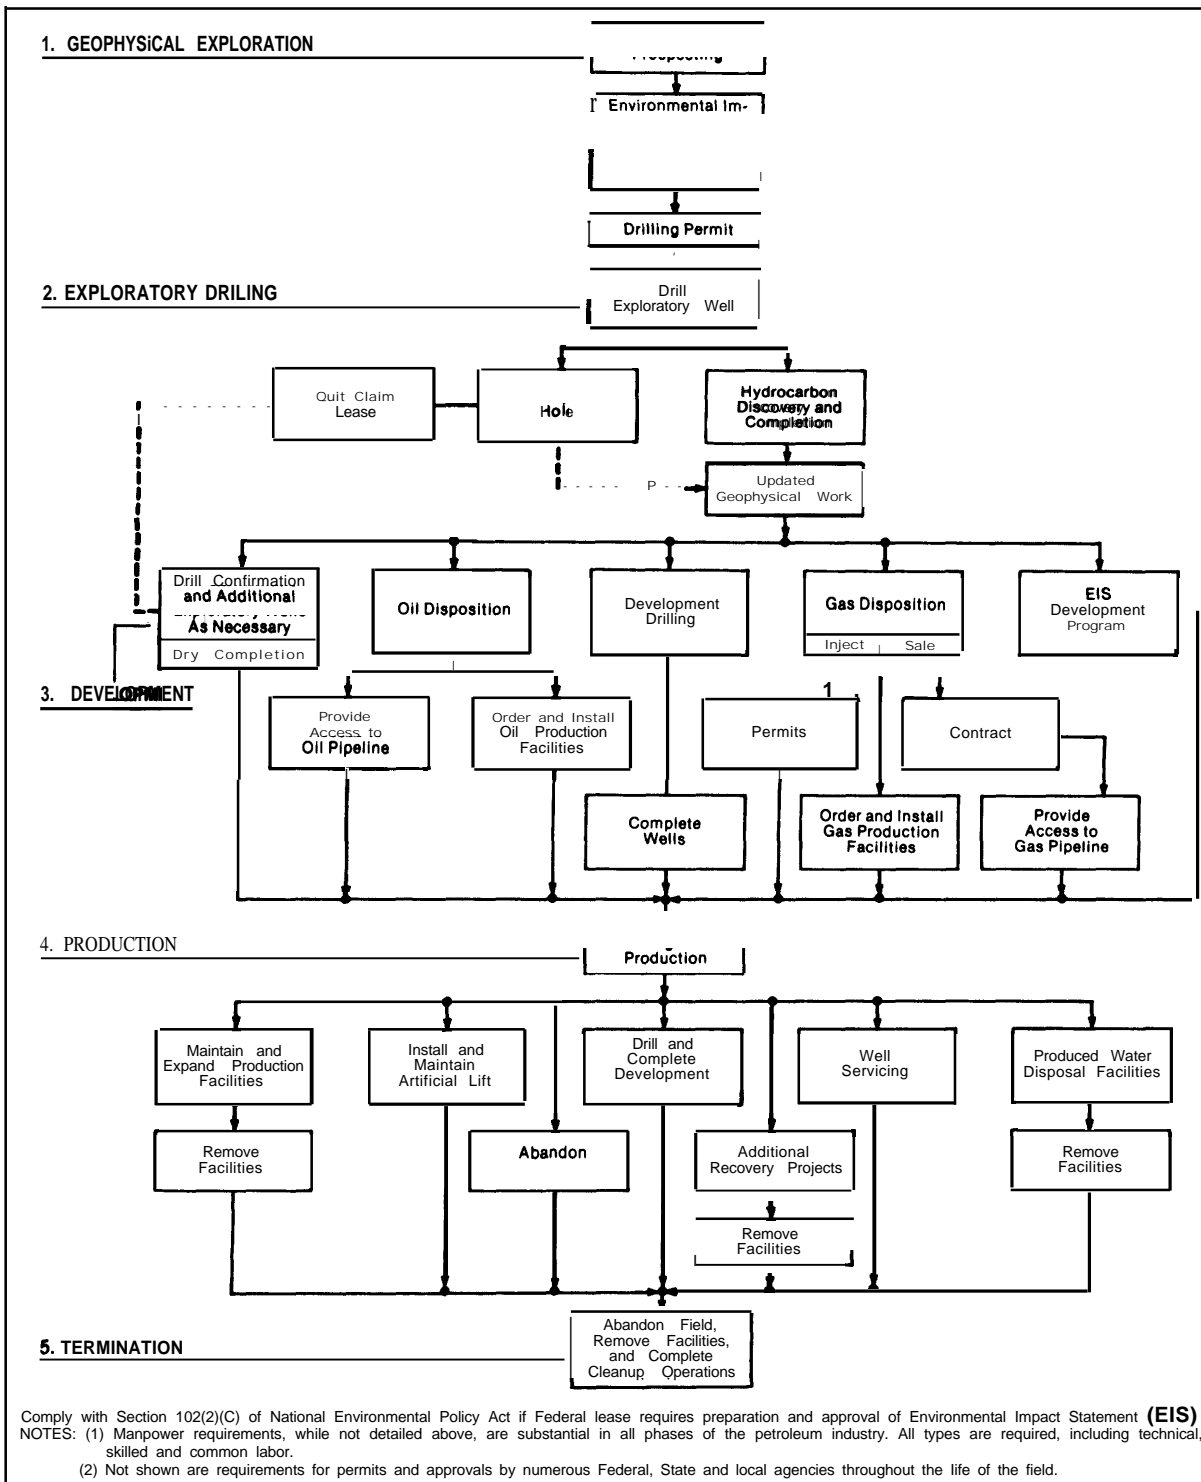 1. GEOPHYSiCAL EXPLORATION
Prospecting
Environmental Im-
Drilling Permit
2. EXPLORATORY DRILING
Drill
Exploratory Well
Quit Claim
Lease
Hole
Hydrocarbon
Discovery and
Completion
P
Updated
Geophysical Work
Drill Confirmation
and Additional
As Necessary
Dry Completion
Oil Disposition
Development
Drilling
Gas Disposition
Inject Sale
EIS
Development
Program
3. DEVELOPMENT
Provide
Access to
Oil Pipeline
Order and Install
Oil Production
Facilities
1
Permits
Contract
Complete
Wells
Order and Install
Gas Production
Facilities
Provide
Access to
Gas Pipeline
4. PRODUCTION
Production
Maintain and
Expand Production
Facilities
Install and
Maintain
Artificial Lift
Drill and
Complete
Development
Well
Servicing
Produced Water
Disposal Facilities
Remove
Facilities
Abandon
Additional
Recovery Projects
Remove
Facilities
Remove
Facilities
5. TERMINATION
Abandon Field,
Remove Facilities,
and Complete
Cleanup Operations
Comply with Section 102(2)(C) of National Environmental Policy Act if Federal lease requires preparation and approval of Environmental Impact Statement (EIS)
NOTES: (1) Manpower requirements, while not detailed above, are substantial in all phases of the petroleum industry. All types are required, including technical,
skilled and common labor.
(2) Not shown are requirements for permits and approvals by numerous Federal, State and local agencies throughout the life of the field.